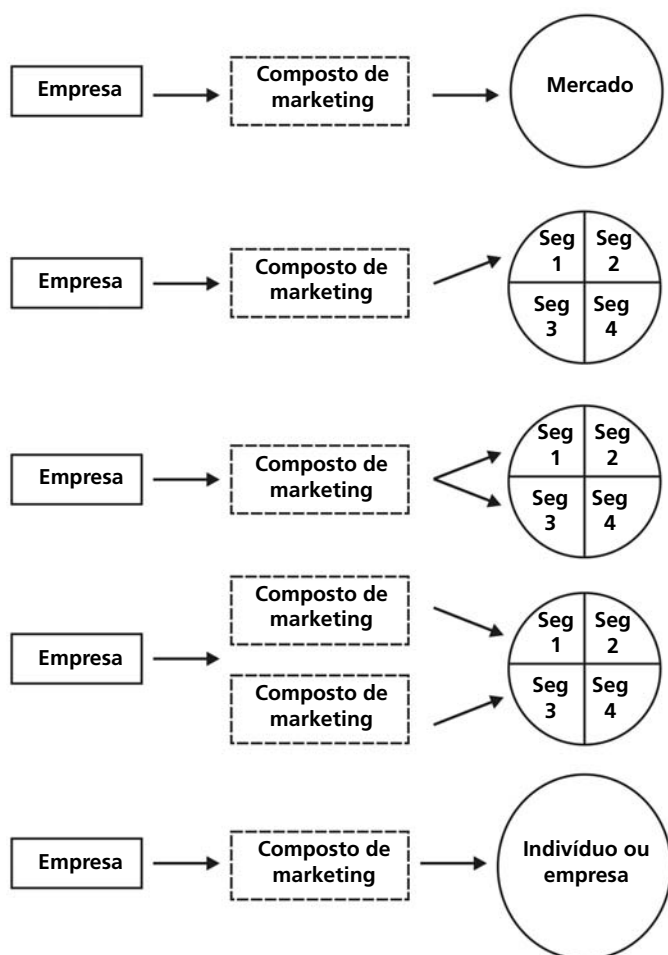 Empresa
Composto de
marketing
Mercado
Empresa
Composto de
marketing
Seg
1
Seg
2
Seg
3
Seg
4
Empresa
Composto de
marketing
Seg
1
Seg
2
Seg
3
Seg
4
Empresa
Composto de
marketing
Composto de
marketing
Seg
1
Seg
2
Seg
3
Seg
4
Empresa
Composto de
marketing
Indivíduo ou
empresa